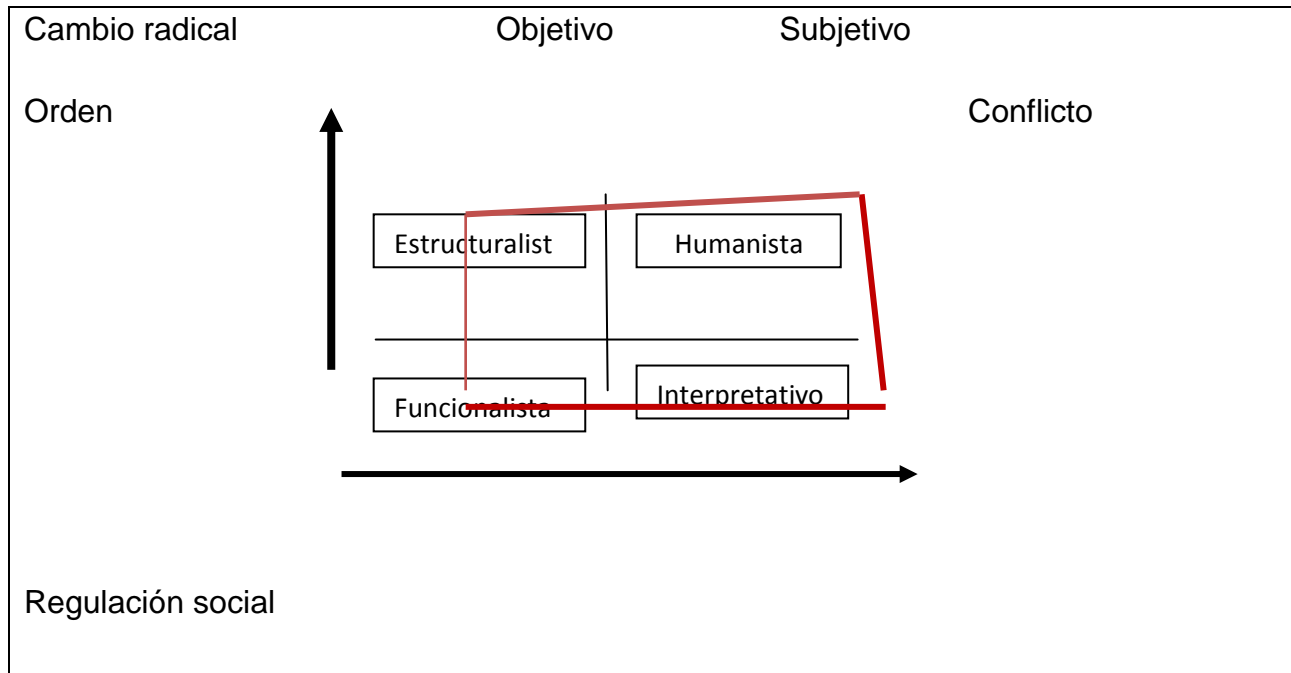 Cambio radical Objetivo Subjetivo
Orden Conflicto
Estructuralist Humanista
Funcionalista Interpretativo
Regulación social